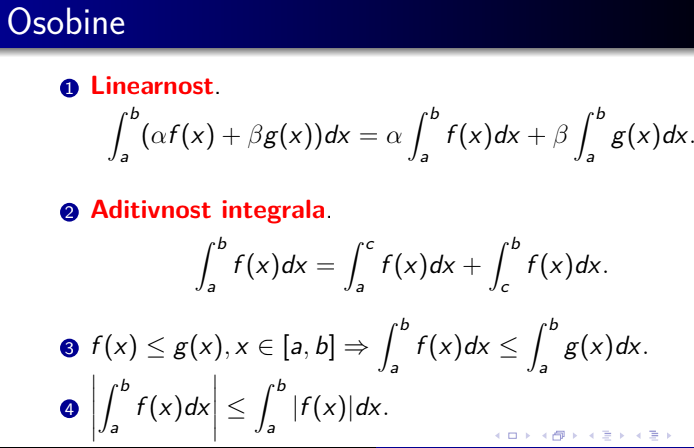 Osobine
1 Linearnost.
∫_a^b (αf(x) + βg(x))dx = α ∫_a^b f(x)dx + β ∫_a^b g(x)dx.
2 Aditivnost integrala.
∫_a^b f(x)dx = ∫_a^c f(x)dx + ∫_c^b f(x)dx.
3 f(x) ≤ g(x), x ∈ [a, b] ⇒ ∫_a^b f(x)dx ≤ ∫_a^b g(x)dx.
4 |∫_a^b f(x)dx| ≤ ∫_a^b |f(x)|dx.